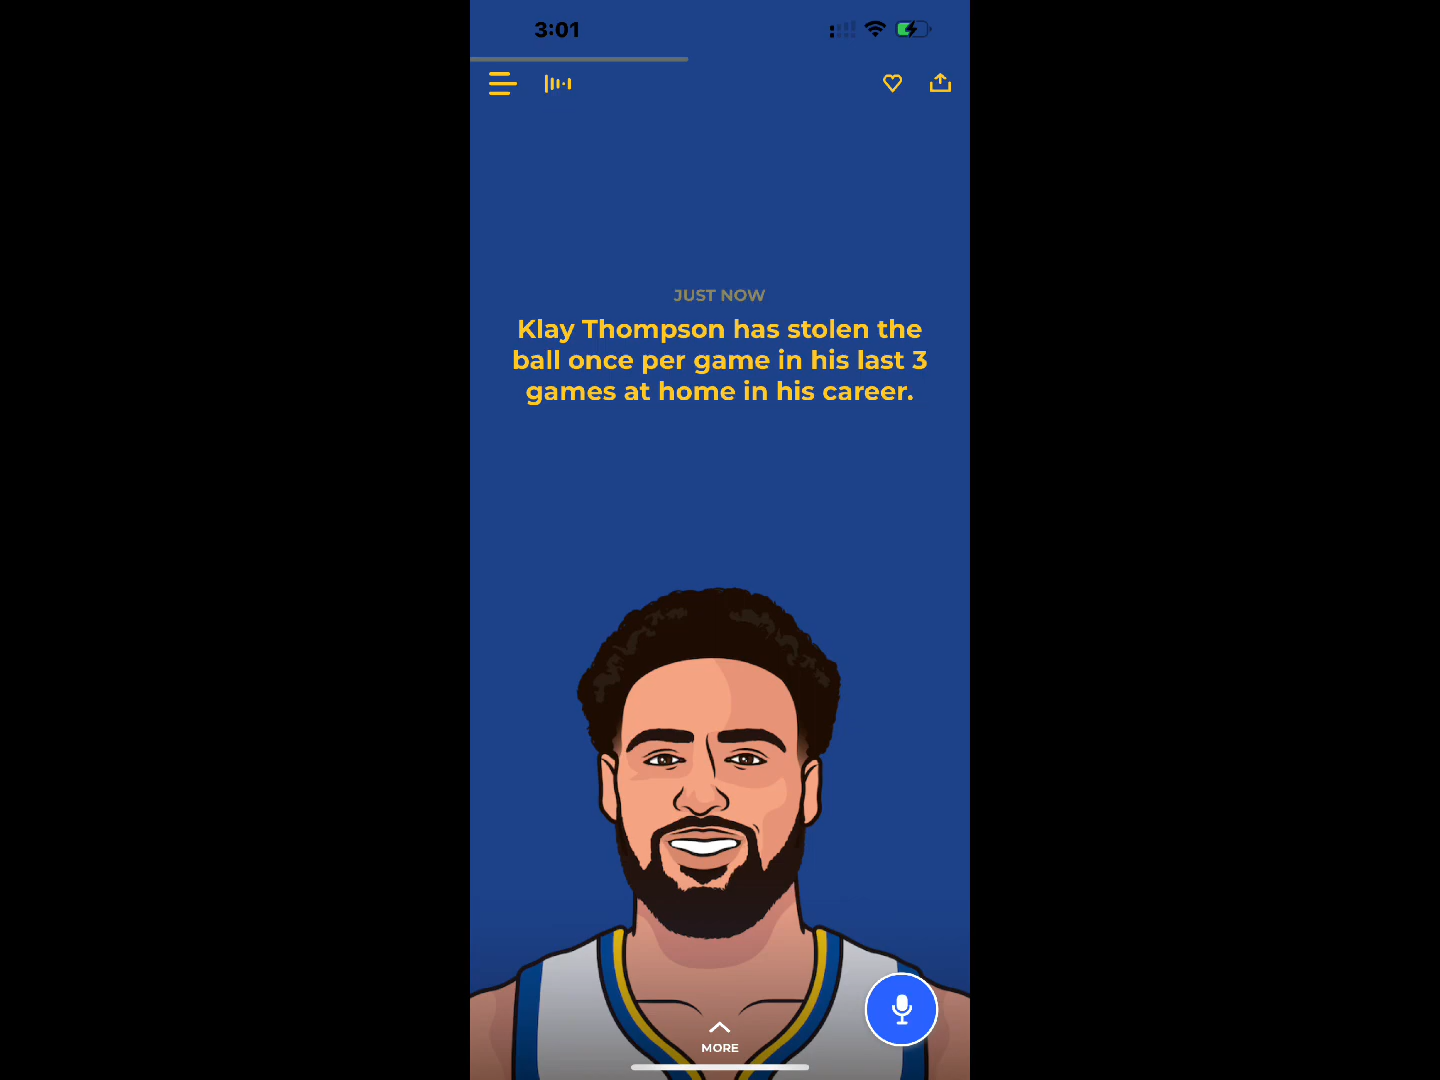 3:01
JUST NOW
Klay Thompson has stolen the
ball once per game in his last 3
games at home in his career.
MORE